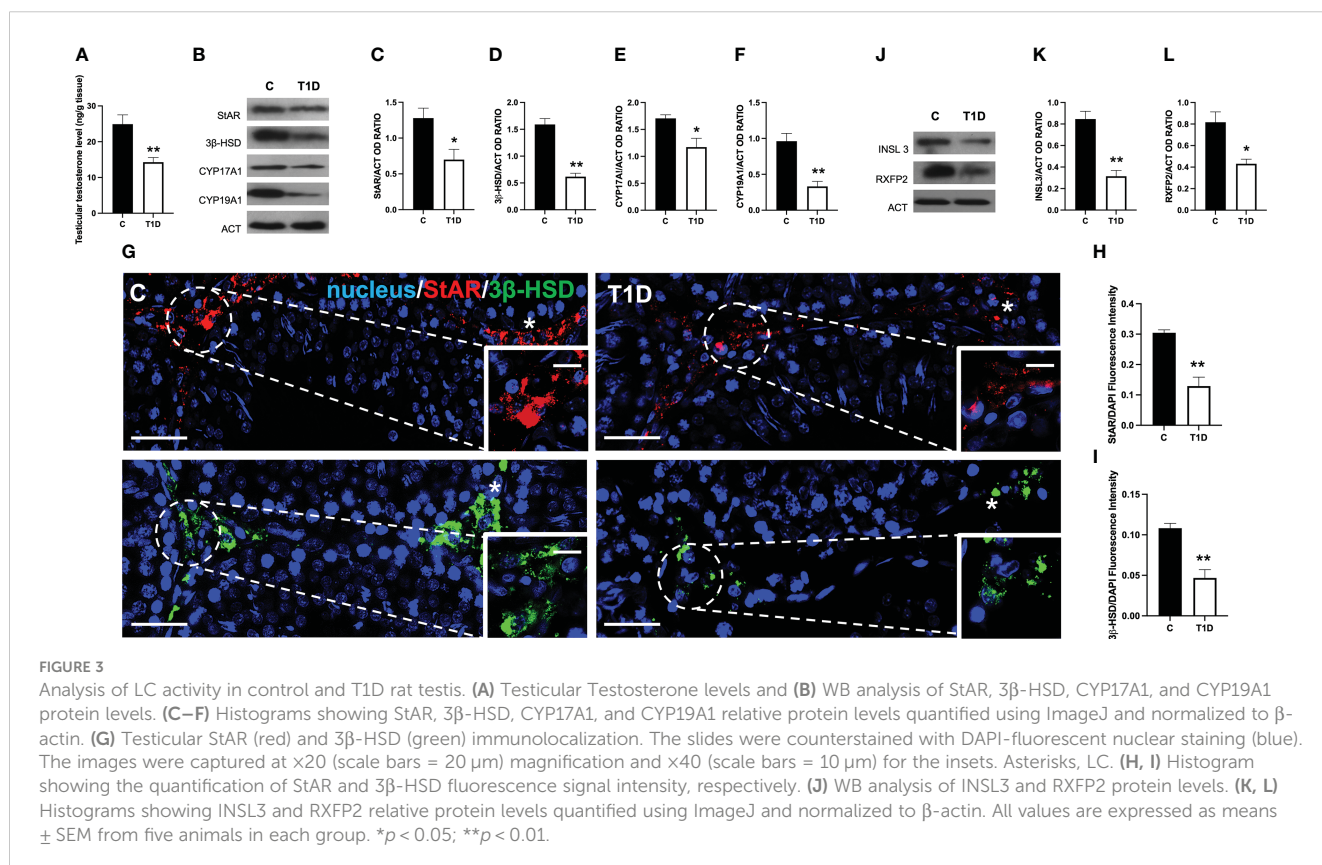 A
B
C
D
E
F
J
K
L
Testicular testosterone level (ng/g tissue)
30
20
10
0
C
T1D
**
C T1D
StAR
3β-HSD
CYP17A1
CYP19A1
ACT
StAR/ACT OD RATIO
1.5
1.0
0.5
0.0
C
T1D
*
3β-HSD/ACT OD RATIO
2.0
1.5
1.0
0.5
0.0
C
T1D
**
CYP17A1/ACT OD RATIO
2.0
1.5
1.0
0.5
0.0
C
T1D
*
CYP19A1/ACT OD RATIO
1.5
1.0
0.5
0.0
C
T1D
**
C T1D
INSL 3
RXFP2
ACT
INSL3/ACT OD RATIO
1.0
0.8
0.6
0.4
0.2
0.0
C
T1D
**
RXFP2/ACT OD RATIO
1.0
0.8
0.6
0.4
0.2
0.0
C
T1D
*
G
C
nucleus/StAR/3β-HSD
*
T1D
*
*
*
H
StAR/DAPI Fluorescence Intensity
0.4
0.3
0.2
0.1
0.0
C
T1D
**
I
3β-HSD/DAPI Fluorescence Intensity
0.15
0.10
0.05
0.00
C
T1D
**
FIGURE 3
Analysis of LC activity in control and T1D rat testis. (A) Testicular Testosterone levels and (B) WB analysis of StAR, 3β-HSD, CYP17A1, and CYP19A1
protein levels. (C–F) Histograms showing StAR, 3β-HSD, CYP17A1, and CYP19A1 relative protein levels quantified using ImageJ and normalized to β-
actin. (G) Testicular StAR (red) and 3β-HSD (green) immunolocalization. The slides were counterstained with DAPI-fluorescent nuclear staining (blue).
The images were captured at ×20 (scale bars = 20 μm) magnification and ×40 (scale bars = 10 μm) for the insets. Asterisks, LC. (H, I) Histogram
showing the quantification of StAR and 3β-HSD fluorescence signal intensity, respectively. (J) WB analysis of INSL3 and RXFP2 protein levels. (K, L)
Histograms showing INSL3 and RXFP2 relative protein levels quantified using ImageJ and normalized to β-actin. All values are expressed as means
± SEM from five animals in each group. *p < 0.05; **p < 0.01.